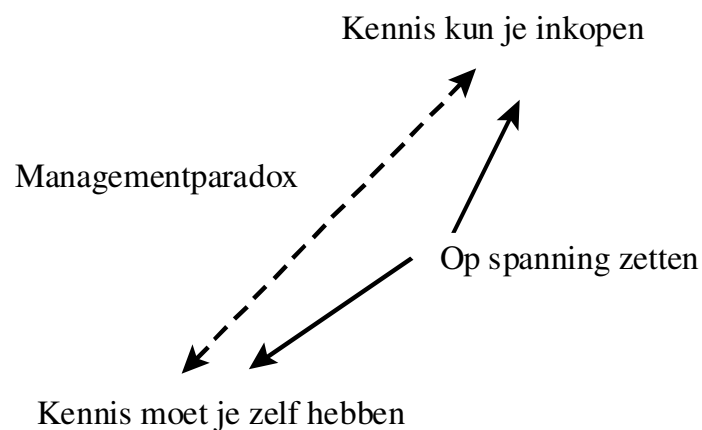 Kennis kun je inkopen
Managementparadox
Op spanning zetten
Kennis moet je zelf hebben